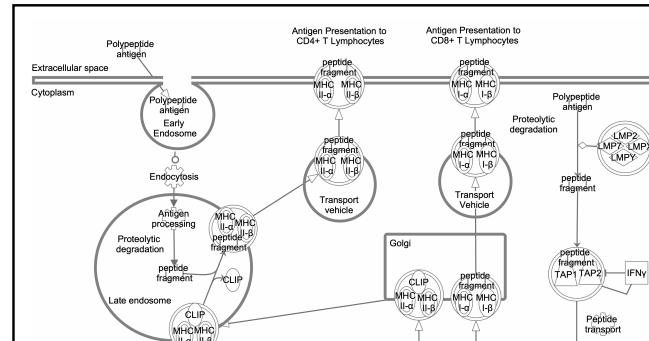 Antigen Presentation to
CD4+ T Lymphocytes
Antigen Presentation to
CD8+ T Lymphocytes
Polypeptide
antigen
Extracellular space
Cytoplasm
peptide
fragment
MHC
II-α
MHC
II-β
peptide
fragment
MHC
I-α
MHC
I-β
Polypeptide
antigen
Early
Endosome
Proteolytic
degradation
Polypeptide
antigen
LMP2
LMP7
LMPX
LMPY
peptide
fragment
MHC
II-α
MHC
II-β
Transport
vehicle
peptide
fragment
MHC
I-α
MHC
I-β
Transport
Vehicle
Endocytosis
peptide
fragment
Antigen
processing
MHC
II-α
MHC
II-β
peptide
fragment
Proteolytic
degradation
peptide
fragment
CLIP
Late endosome
Golgi
CLIP
MHC
II-α
MHC
II-β
peptide
fragment
MHC
I-α
MHC
I-β
peptide
fragment
TAP1
TAP2
IFNγ
CLIP
MHC
MHC
Peptide
transport